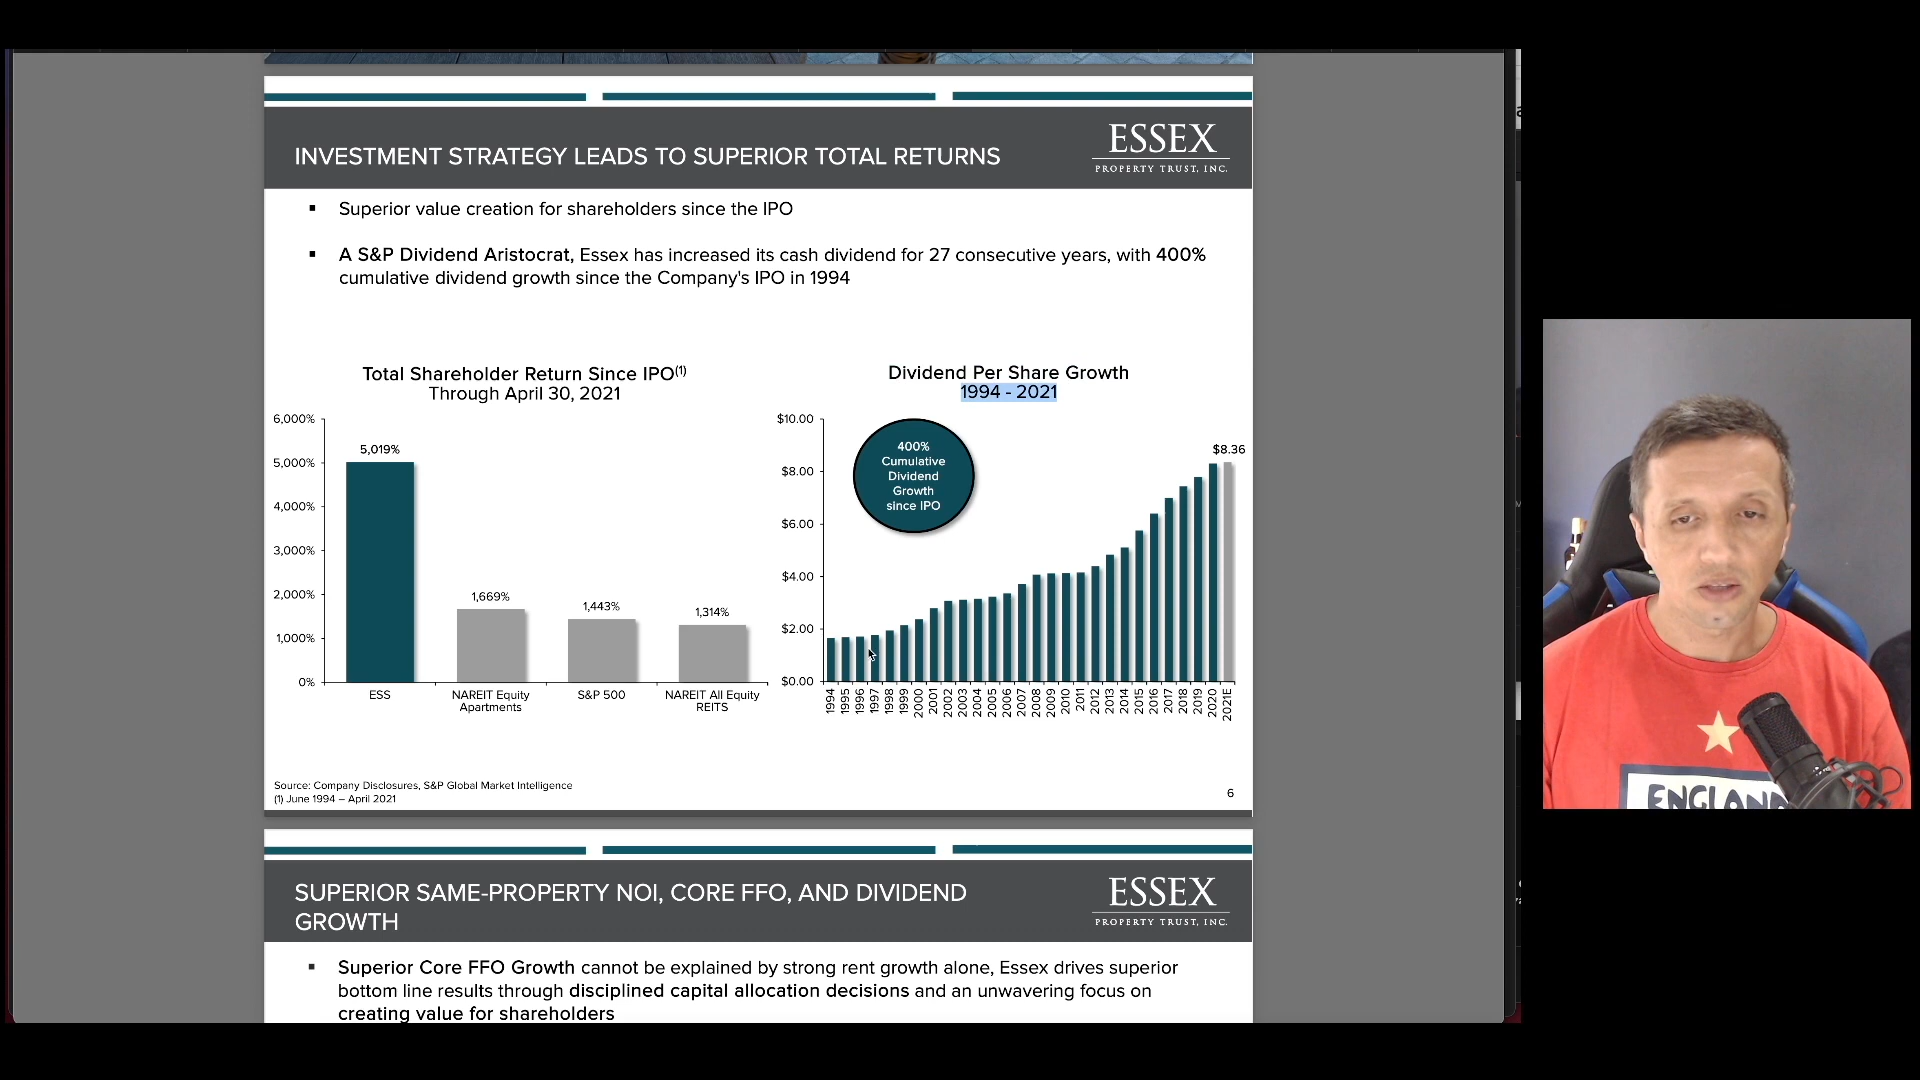 INVESTMENT STRATEGY LEADS TO SUPERIOR TOTAL RETURNS
ESSEX
PROPERTY TRUST, INC.
▪ Superior value creation for shareholders since the IPO
▪ A S&P Dividend Aristocrat, Essex has increased its cash dividend for 27 consecutive years, with 400%
cumulative dividend growth since the Company's IPO in 1994
Total Shareholder Return Since IPO(1)
Through April 30, 2021
6,000%
5,000%
4,000%
3,000%
2,000%
1,000%
0%
5,019%
1,669%
1,443%
1,314%
ESS
NAREIT Equity
Apartments
S&P 500
NAREIT All Equity
REITS
Dividend Per Share Growth
1994 - 2021
$10.00
$8.00
$6.00
$4.00
$2.00
$0.00
400%
Cumulative
Dividend
Growth
since IPO
$8.36
1994
1995
1996
1997
1998
1999
2000
2001
2002
2003
2004
2005
2006
2007
2008
2009
2010
2011
2012
2013
2014
2015
2016
2017
2018
2019
2020
2021E
Source: Company Disclosures, S&P Global Market Intelligence
(1) June 1994 – April 2021
6
SUPERIOR SAME-PROPERTY NOI, CORE FFO, AND DIVIDEND
GROWTH
ESSEX
PROPERTY TRUST, INC.
▪ Superior Core FFO Growth cannot be explained by strong rent growth alone, Essex drives superior
bottom line results through disciplined capital allocation decisions and an unwavering focus on
creating value for shareholders
ENGLAND